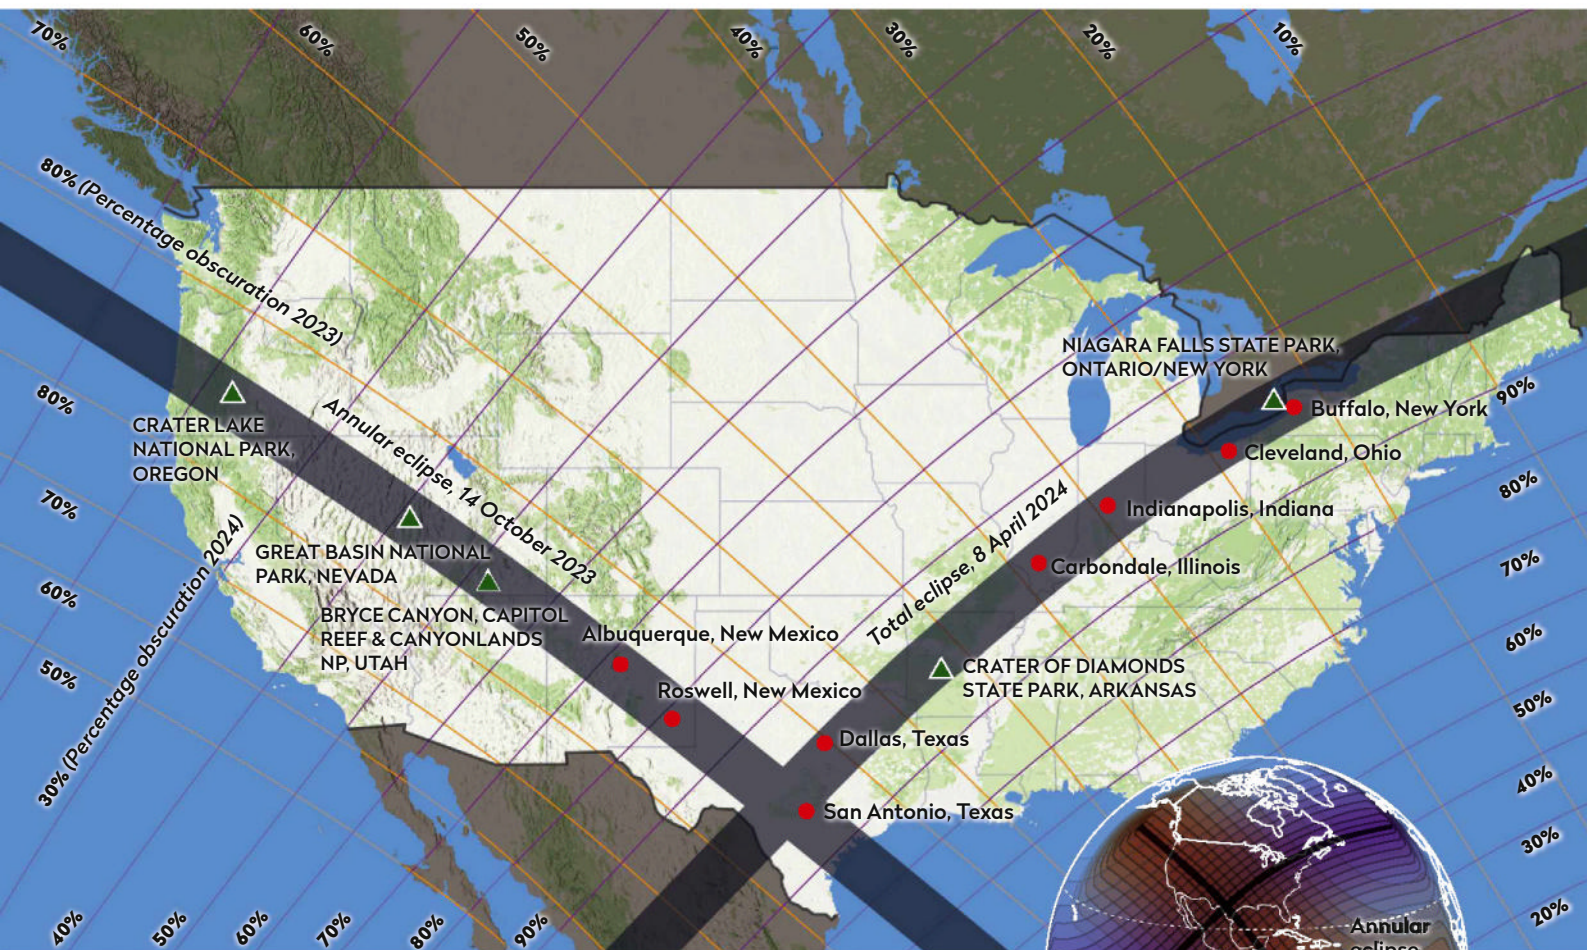 70%
60%
50%
40%
30%
20%
10%
80% (Percentage obscuration 2023)
NIAGARA FALLS STATE PARK,
ONTARIO/NEW YORK
80%
90%
CRATER LAKE
NATIONAL PARK,
OREGON
Annular eclipse, 14 October 2023
Buffalo, New York
Cleveland, Ohio
80%
70%
Total eclipse, 8 April 2024
Indianapolis, Indiana
GREAT BASIN NATIONAL
PARK, NEVADA
Carbondale, Illinois
70%
60%
BRYCE CANYON, CAPITOL
REEF & CANYONLANDS
NP, UTAH
Albuquerque, New Mexico
60%
50%
CRATER OF DIAMONDS
STATE PARK, ARKANSAS
Roswell, New Mexico
50%
30% (Percentage obscuration 2024)
Dallas, Texas
40%
San Antonio, Texas
30%
40%
50%
60%
70%
80%
90%
20%
Annular
eclipse